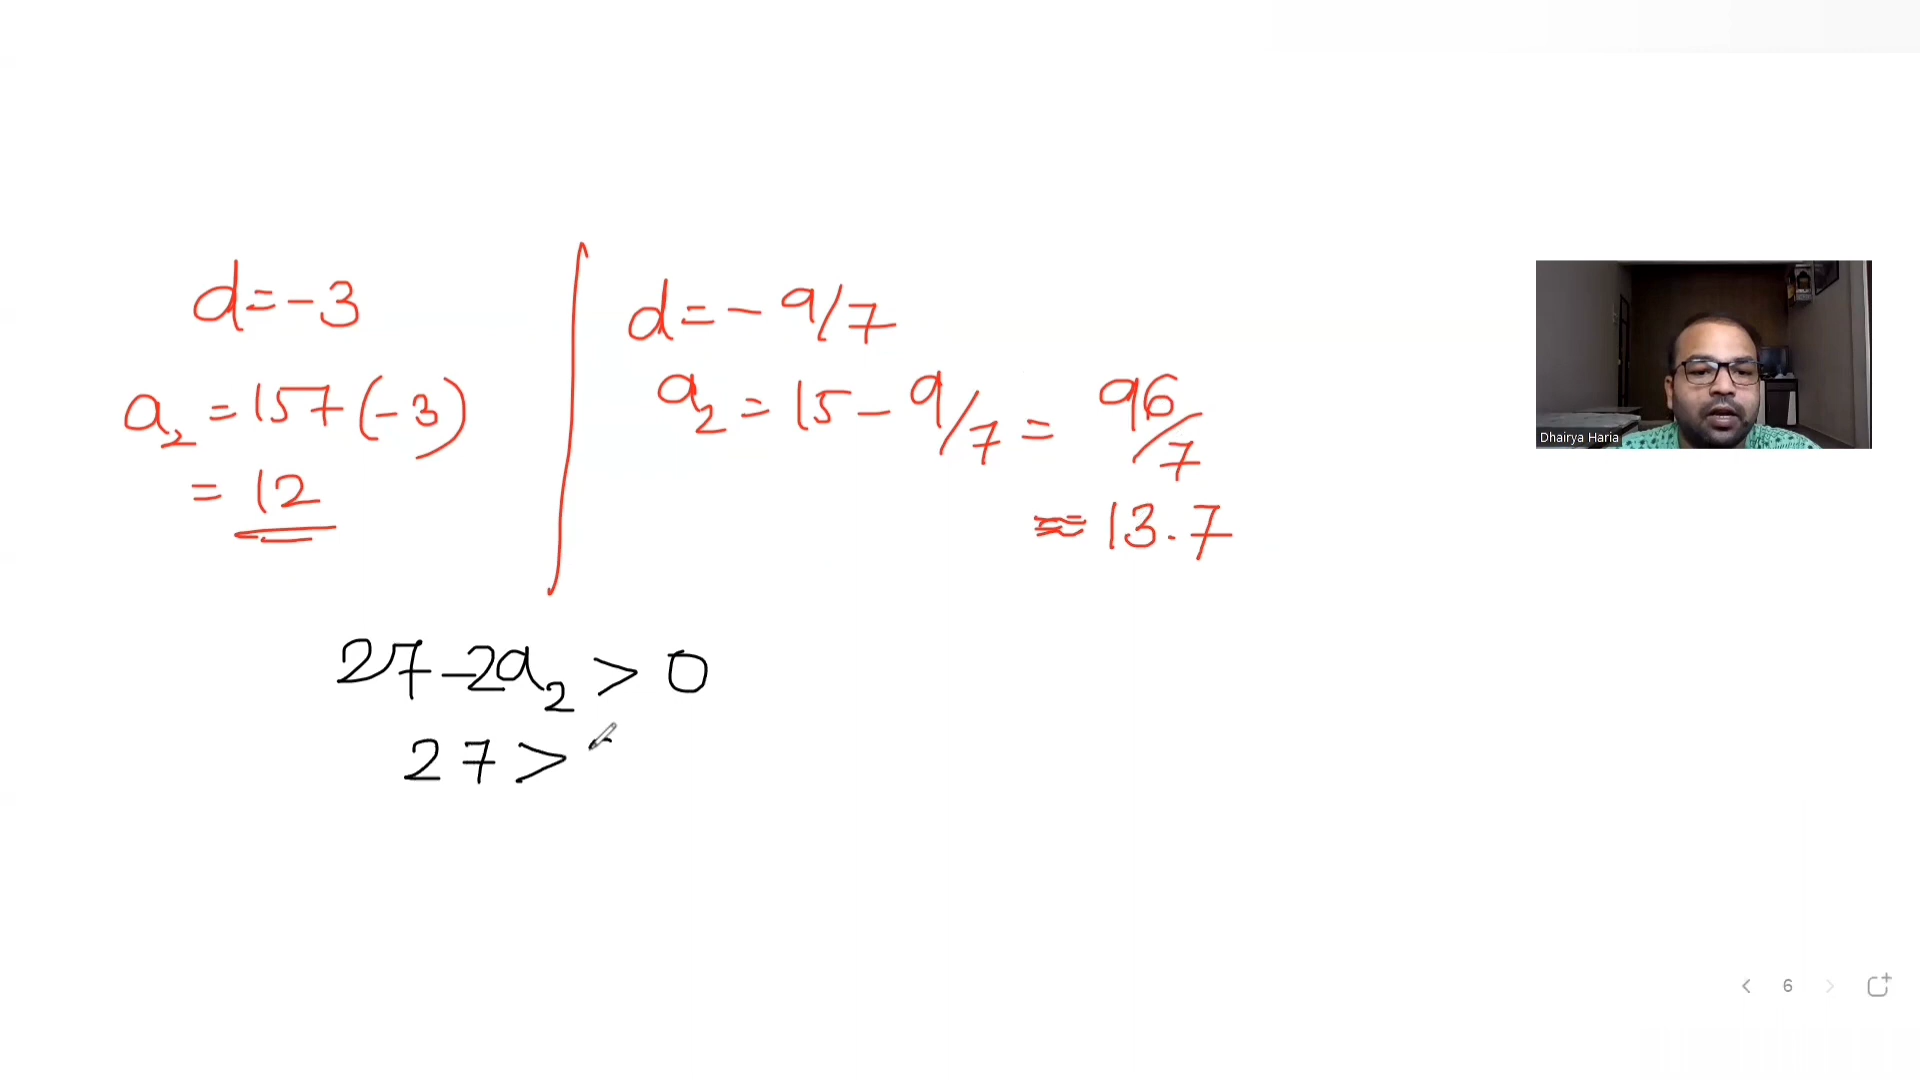 d = -3
a₂ = 157 (-3)
= 12
d = - 9/7
a₂ = 15 - 9/7 = 96/7
≈ 13.7
27 - 2a₂ > 0
27 >
Dhairya Haria
6